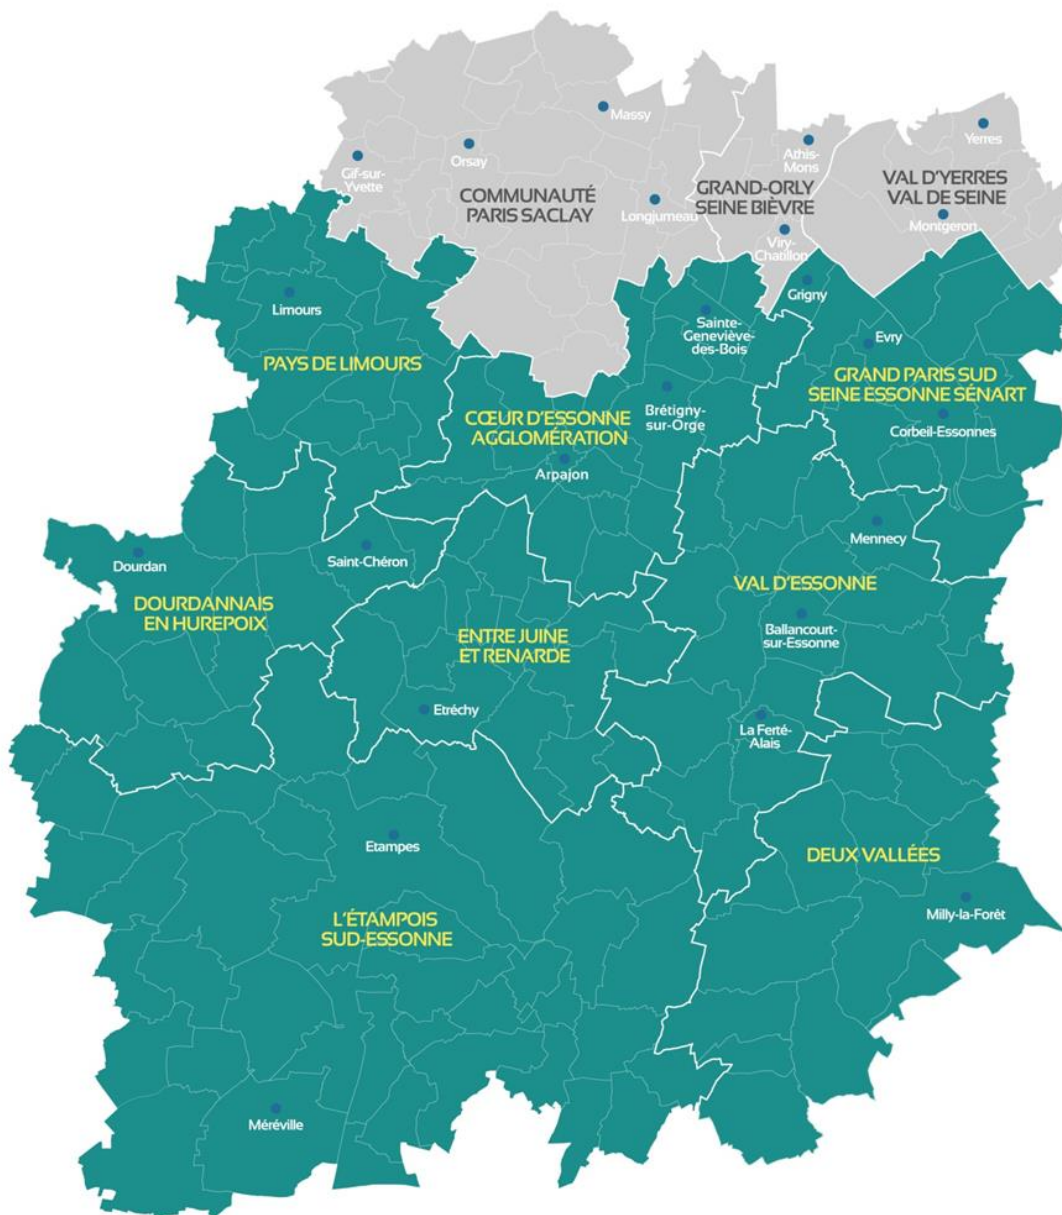 Massy
Yerres
Athis-
Mons
Orsay
Gif-sur-
Yvette
COMMUNAUTÉ
PARIS SACLAY
GRAND-ORLY
SEINE BIÈVRE
VAL D'YERRES
VAL DE SEINE
Longjumeau
Montgeron
Viry-
Chatillon
Grigny
Limours
Sainte-
Geneviève-
des-Bois
Evry
PAYS DE LIMOURS
GRAND PARIS SUD
SEINE ESSONNE SÉNART
CŒUR D'ESSONNE
AGGLOMÉRATION
Brétigny-
sur-Orge
Corbeil-Essonnes
Arpajon
Mennecy
Dourdan
Saint-Chéron
VAL D'ESSONNE
DOURDANNAIS
EN HUREPOIX
ENTRE JUINE
ET RENARDE
Ballancourt-
sur-Essonne
Etréchy
La Ferté-
Alais
Etampes
DEUX VALLÉES
L'ÉTAMPOIS
SUD-ESSONNE
Milly-la-Forêt
Méréville